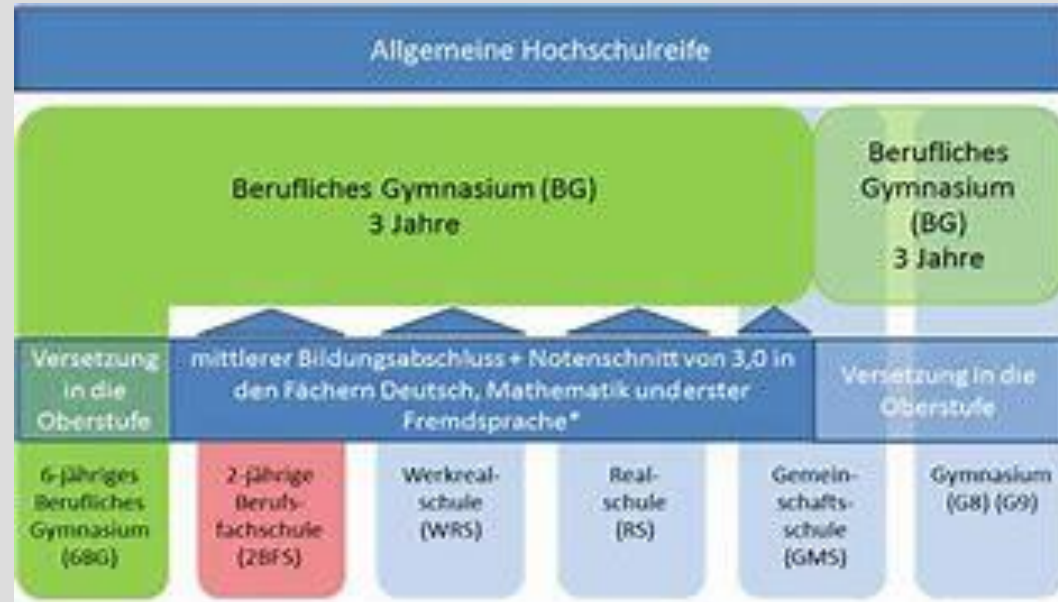 Allgemeine Hochschulreife
Berufliches Gymnasium (BG)
3 Jahre
Berufliches
Gymnasium
(BG)
3 Jahre
Versetzung
in die
Oberstufe
mittlerer Bildungsabschluss + Notenschnitt von 3,0 in
den Fächern Deutsch, Mathematik und erster
Fremdsprache*
Versetzung in die
Oberstufe
6-jähriges
Berufliches
Gymnasium
(6BG)
2-jährige
Berufs-
fachschule
(2BFS)
Werkreal-
schule
(WRS)
Real-
schule
(RS)
Gemein-
schafts-
schule
(GMS)
Gymnasium
(G8) (G9)